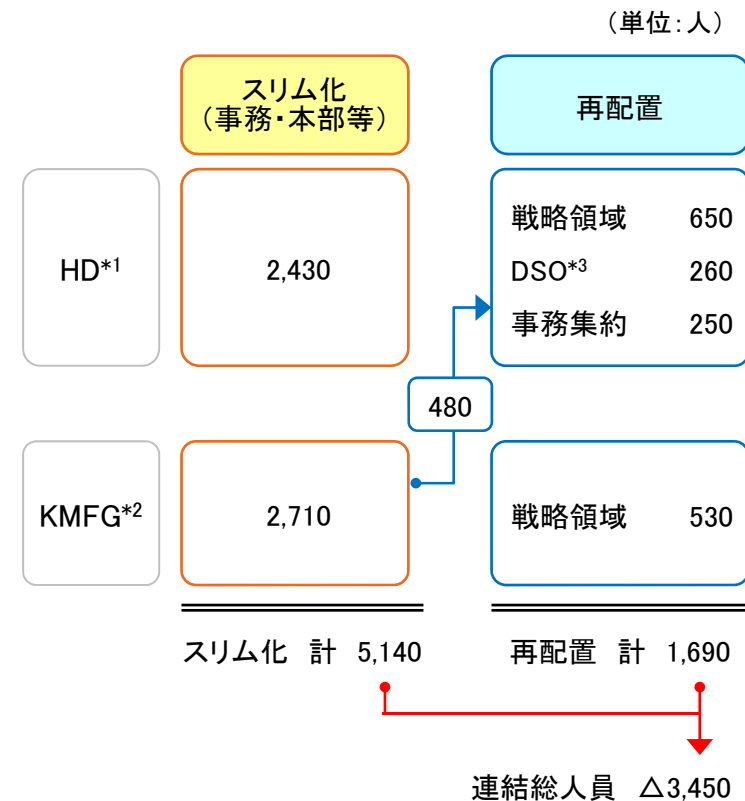 （単位：人）
スリム化
（事務・本部等）
再配置
HD*1
2,430
戦略領域 650
DSO*3 260
事務集約 250
480
KMFG*2
2,710
戦略領域 530
スリム化 計 5,140
再配置 計 1,690
連結総人員 △3,450